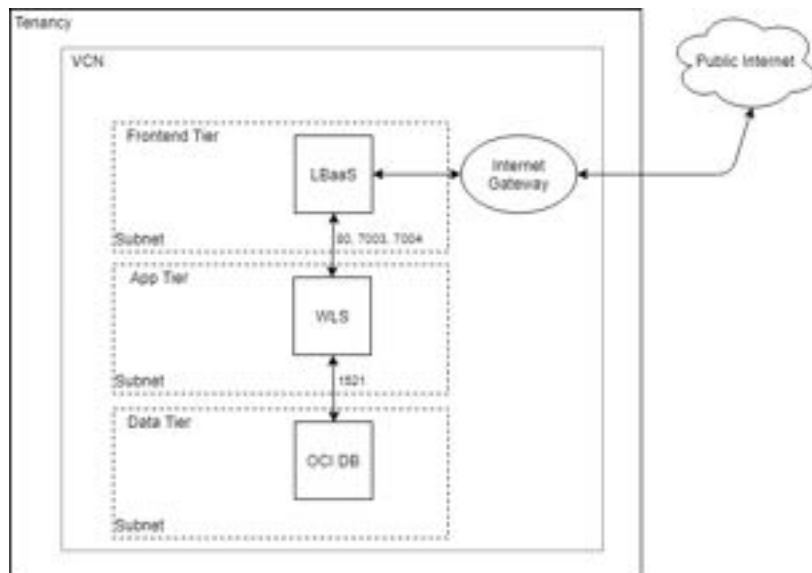 Tenancy
VCN
Public Internet
Frontend Tier
LBaaS
Internet
Gateway
Subnet
80, 7003, 7004
App Tier
WLS
Subnet
1521
Data Tier
OCI DB
Subnet